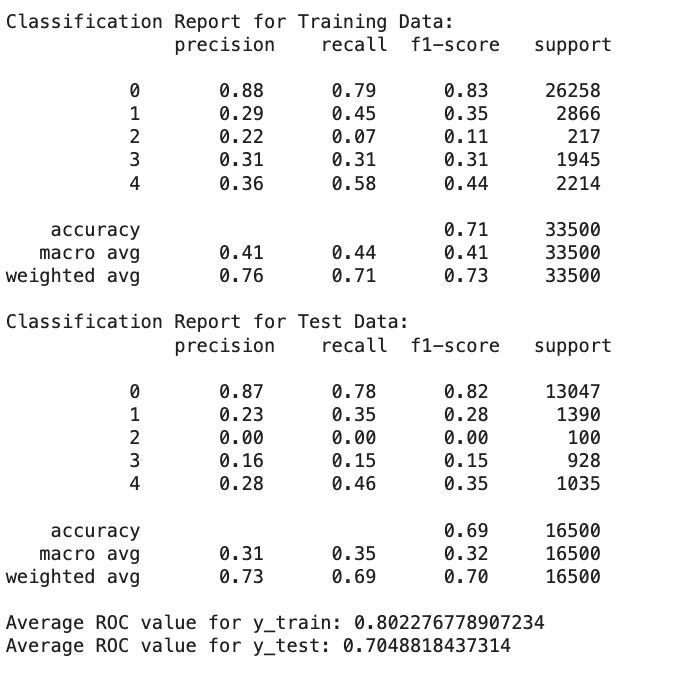 Classification Report for Training Data:
precision recall f1-score support
0 0.88 0.79 0.83 26258
1 0.29 0.45 0.35 2866
2 0.22 0.07 0.11 217
3 0.31 0.31 0.31 1945
4 0.36 0.58 0.44 2214
accuracy 0.71 33500
macro avg 0.41 0.44 0.41 33500
weighted avg 0.76 0.71 0.73 33500
Classification Report for Test Data:
precision recall f1-score support
0 0.87 0.78 0.82 13047
1 0.23 0.35 0.28 1390
2 0.00 0.00 0.00 100
3 0.16 0.15 0.15 928
4 0.28 0.46 0.35 1035
accuracy 0.69 16500
macro avg 0.31 0.35 0.32 16500
weighted avg 0.73 0.69 0.70 16500
Average ROC value for y_train: 0.802276778907234
Average ROC value for y_test: 0.7048818437314